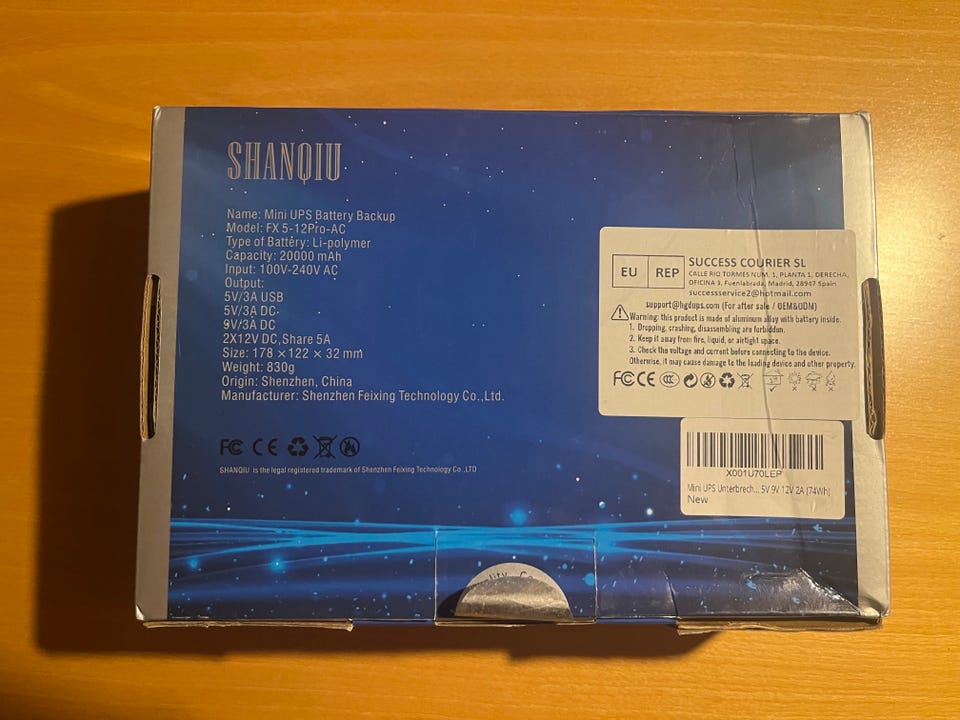 SHANQIU
Name: Mini UPS Battery Backup
Model: FX 5-12Pro-AC
Type of Battery: Li-polymer
Capacity: 20000 mAh
Input: 100V-240V AC
Output:
5V/3A USB
5V/3A DC
9V/3A DC
2X12V DC,Share 5A
Size: 178 × 122 × 32 mm
Weight: 830g
Origin: Shenzhen, China
Manufacturer: Shenzhen Feixing Technology Co.,Ltd.
FC CE
SHANQIU is the legal registered trademark of Shenzhen Feixing Technology Co.,LTD
EU REP
SUCCESS COURIER SL
CALLE RIO TORMES NUM. 1, PLANTA 1, DERECHA,
OFICINA 3, Fuenlabrada, Madrid, 28947 Spain
successservice2@hotmail.com
support@hgdups.com (For after sale / OEM&ODM)
Warning: this product is made of aluminum alloy with battery inside.
1. Dropping, crashing, disassembling are forbidden.
2. Keep it away from fire, liquid, or airtight space.
3. Check the voltage and current before connecting to the device.
Otherwise, it may cause damage to the loading device and other property.
FC CE CCC
X001U70LEP
Mini UPS Unterbrech... 5V 9V 12V 2A (74Wh)
New